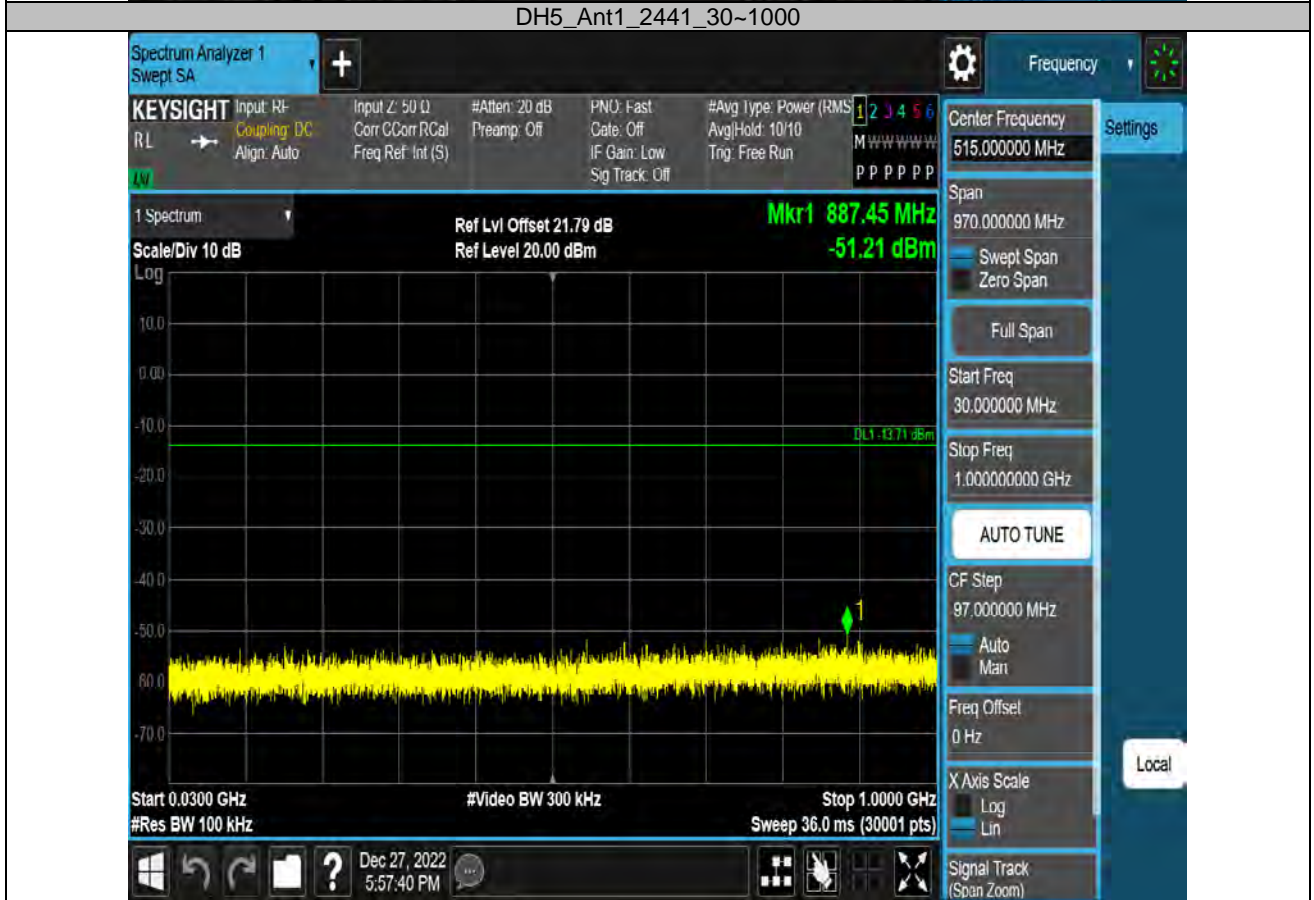 DH5_Ant1_2441_30~1000
Spectrum Analyzer 1
Swept SA
+
Frequency
KEYSIGHT
RL
Input: RF
Coupling: DC
Align: Auto
Input Z: 50 Ω
Corr CCorr RCal
Freq Ref: Int (S)
#Atten: 20 dB
Preamp: Off
PNO: Fast
Gate: Off
IF Gain: Low
Sig Track: Off
#Avg Type: Power (RMS
Avg|Hold: 10/10
Trig: Free Run
1 2 3 4 5 6
M W W W W W
P P P P P P
1 Spectrum
Scale/Div 10 dB
Ref Lvl Offset 21.79 dB
Ref Level 20.00 dBm
Mkr1 887.45 MHz
-51.21 dBm
Log
10.0
0.00
-10.0
DL1 -13.71 dBm
-20.0
-30.0
-40.0
1
-50.0
-60.0
-70.0
Start 0.0300 GHz
#Res BW 100 kHz
#Video BW 300 kHz
Stop 1.0000 GHz
Sweep 36.0 ms (30001 pts)
?
Dec 27, 2022
5:57:40 PM
Center Frequency
515.000000 MHz
Settings
Span
970.000000 MHz
Swept Span
Zero Span
Full Span
Start Freq
30.000000 MHz
Stop Freq
1.000000000 GHz
AUTO TUNE
CF Step
97.000000 MHz
Auto
Man
Freq Offset
0 Hz
X Axis Scale
Log
Lin
Local
Signal Track
(Span Zoom)